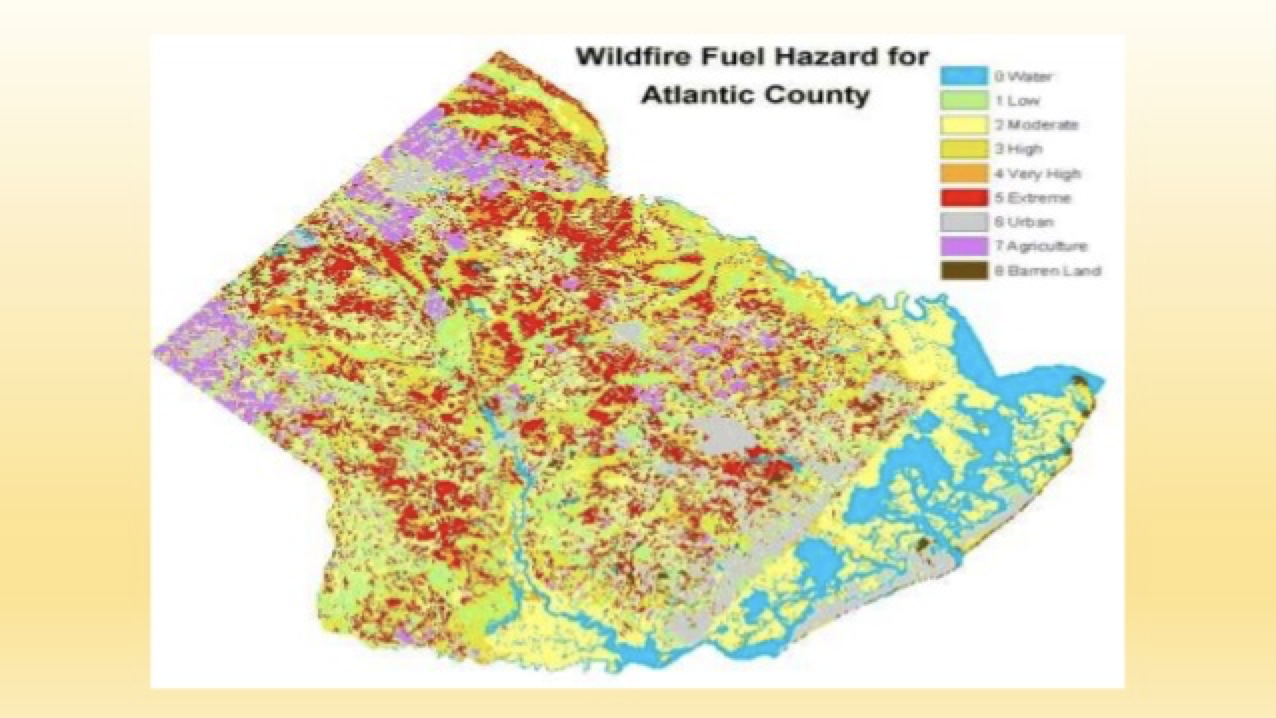 Wildfire Fuel Hazard for
Atlantic County
0 Water
1 Low
2 Moderate
3 High
4 Very High
5 Extreme
6 Urban
7 Agriculture
8 Barren Land